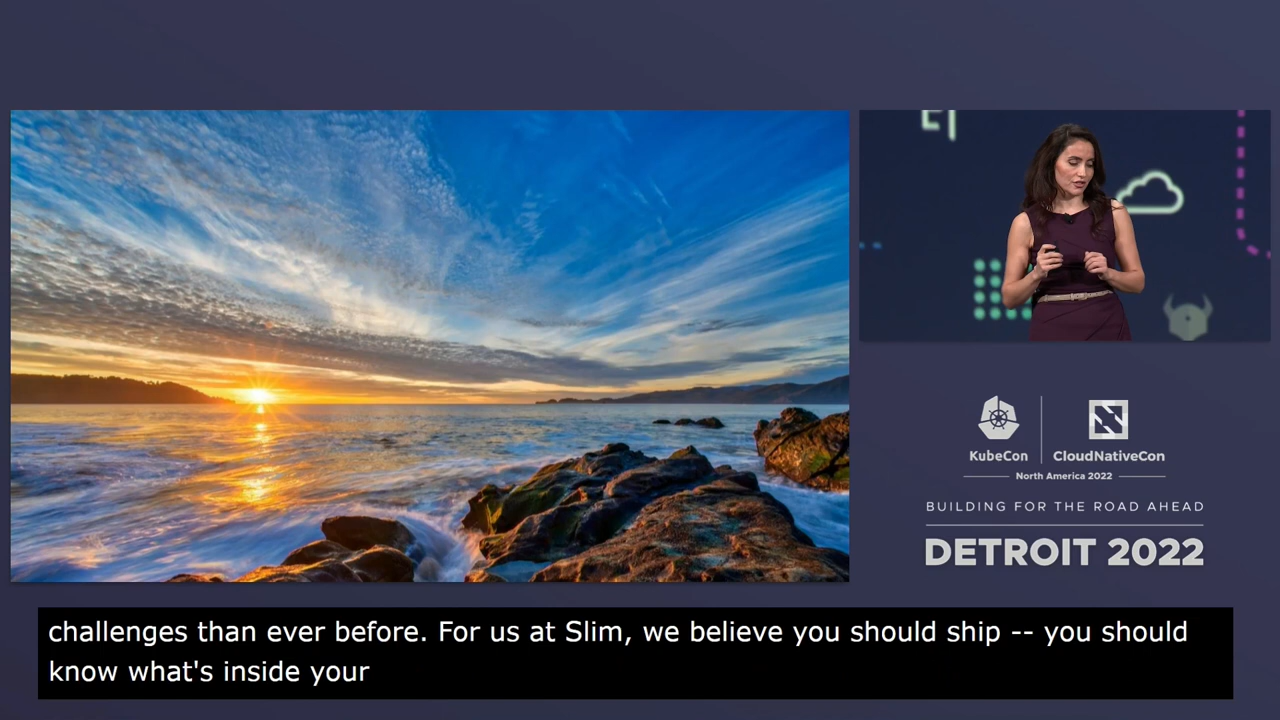 KubeCon
CloudNativeCon
North America 2022
BUILDING FOR THE ROAD AHEAD
DETROIT 2022
challenges than ever before. For us at Slim, we believe you should ship -- you should
know what's inside your